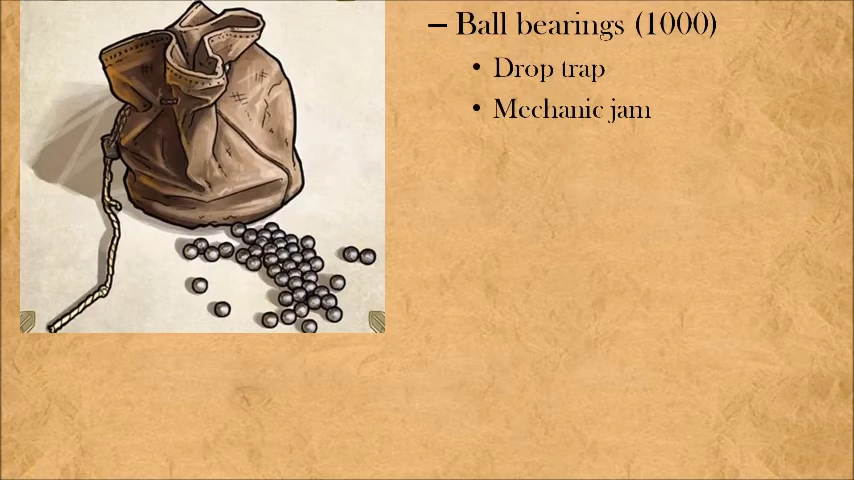 – Ball bearings (1000)
• Drop trap
• Mechanic jam